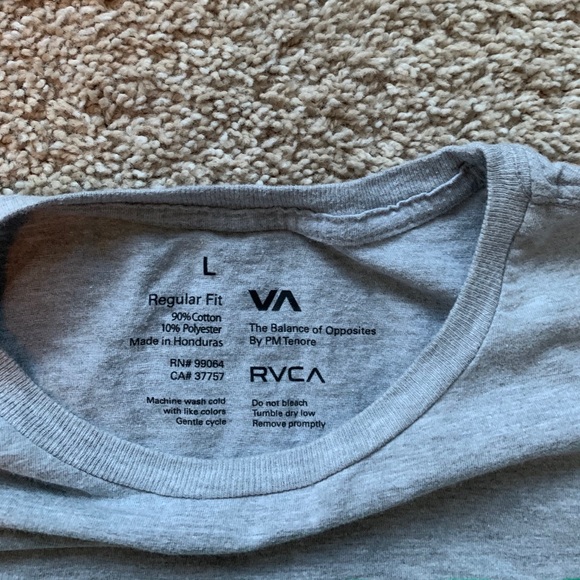 L
Regular Fit
90% Cotton
10% Polyester
Made in Honduras
RN# 99064
CA# 37757
Machine wash cold
with like colors
Gentle cycle
VA
The Balance of Opposites
By PM Tenore
RVCA
Do not bleach
Tumble dry low
Remove promptly